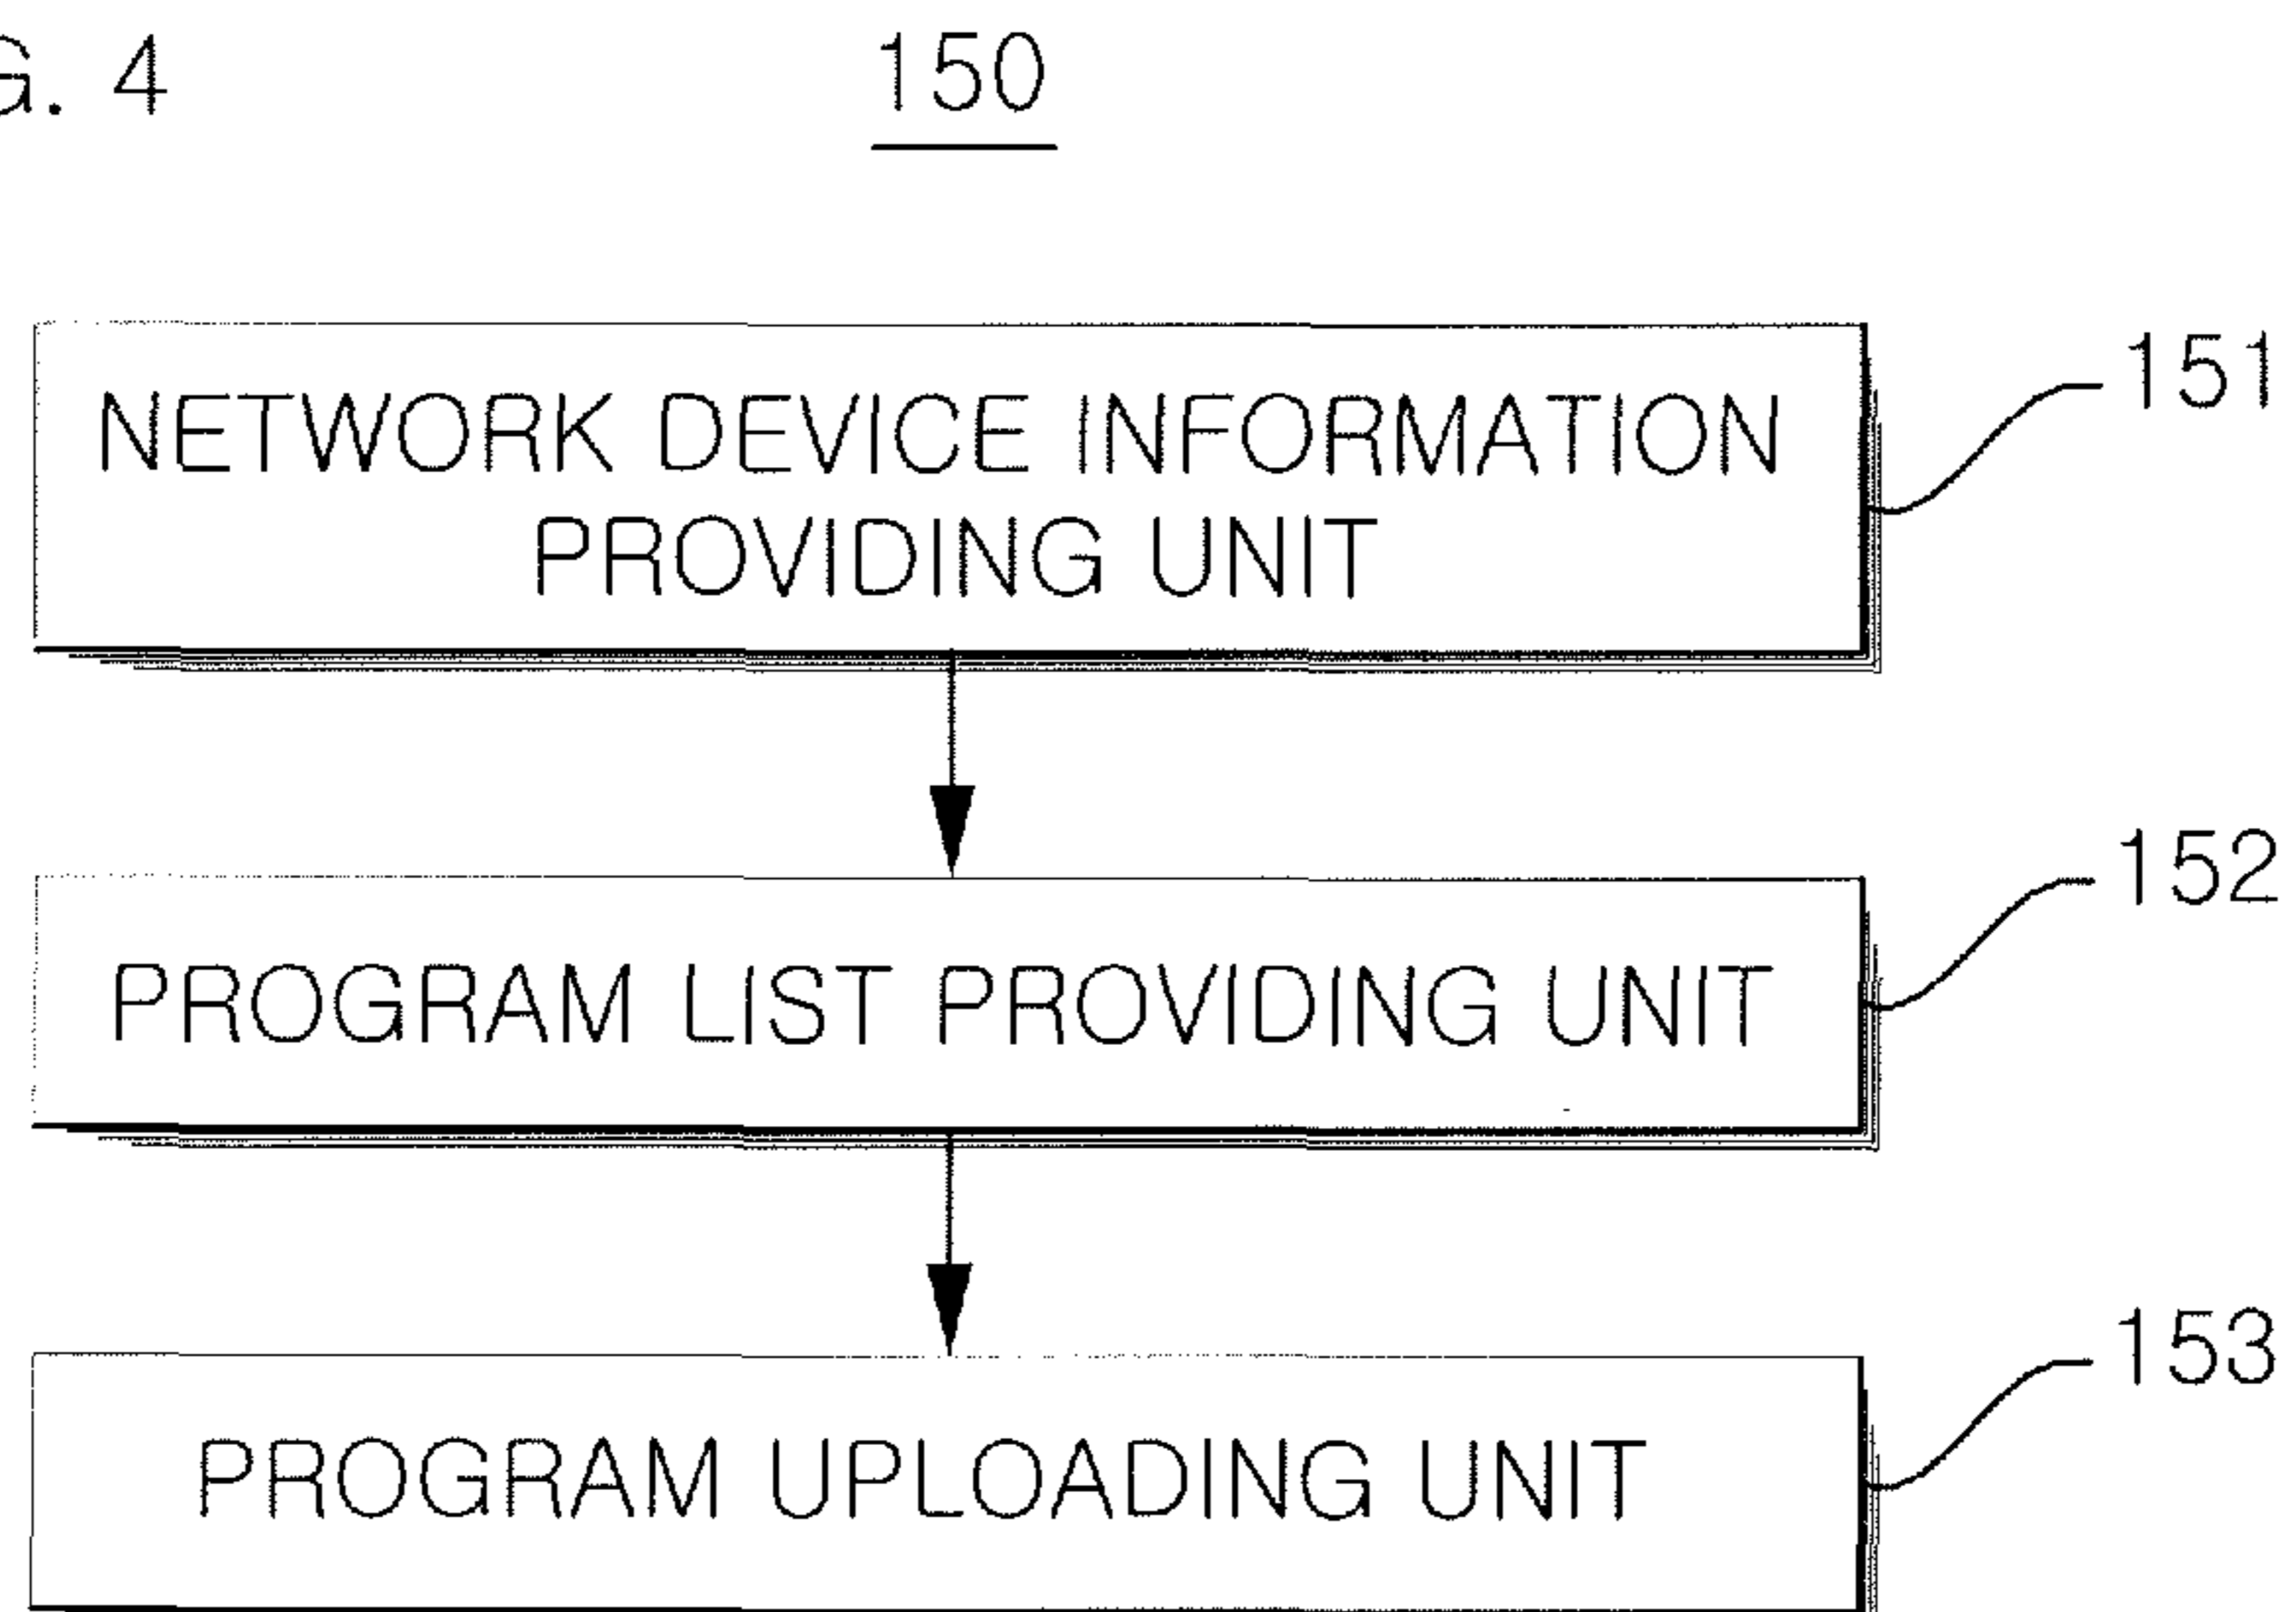 G. 4
150
NETWORK DEVICE INFORMATION
PROVIDING UNIT
151
PROGRAM LIST PROVIDING UNIT
152
PROGRAM UPLOADING UNIT
153